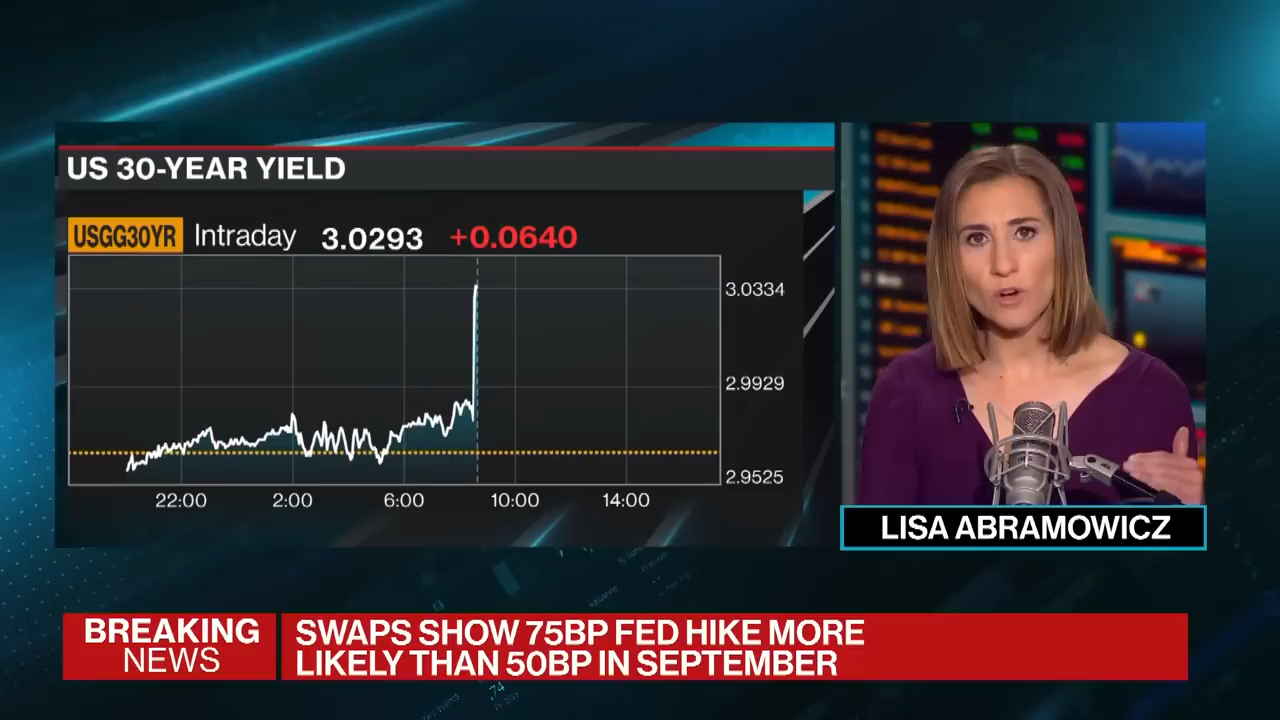 US 30-YEAR YIELD
USGG30YR Intraday 3.0293 +0.0640
3.0334
2.9929
2.9525
22:00 2:00 6:00 10:00 14:00
LISA ABRAMOWICZ
BREAKING
NEWS
SWAPS SHOW 75BP FED HIKE MORE
LIKELY THAN 50BP IN SEPTEMBER